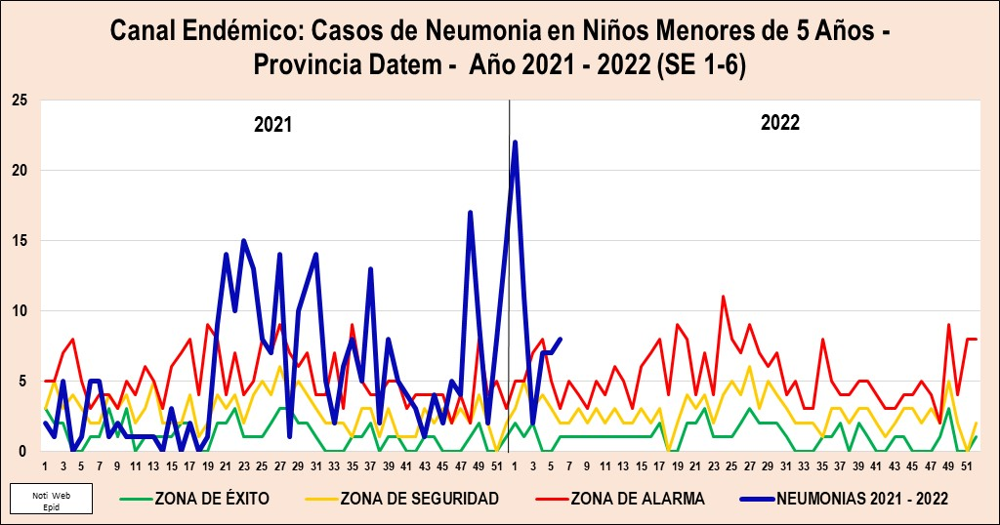 Canal Endémico: Casos de Neumonia en Niños Menores de 5 Años -
Provincia Datem - Año 2021 - 2022 (SE 1-6)
25
20
15
10
5
0
2021
2022
1 3 5 7 9 11 13 15 17 19 21 23 25 27 29 31 33 35 37 39 41 43 45 47 49 51 1 3 5 7 9 11 13 15 17 19 21 23 25 27 29 31 33 35 37 39 41 43 45 47 49 51
Noti Web
Epid
ZONA DE ÉXITO ZONA DE SEGURIDAD ZONA DE ALARMA NEUMONIAS 2021 - 2022